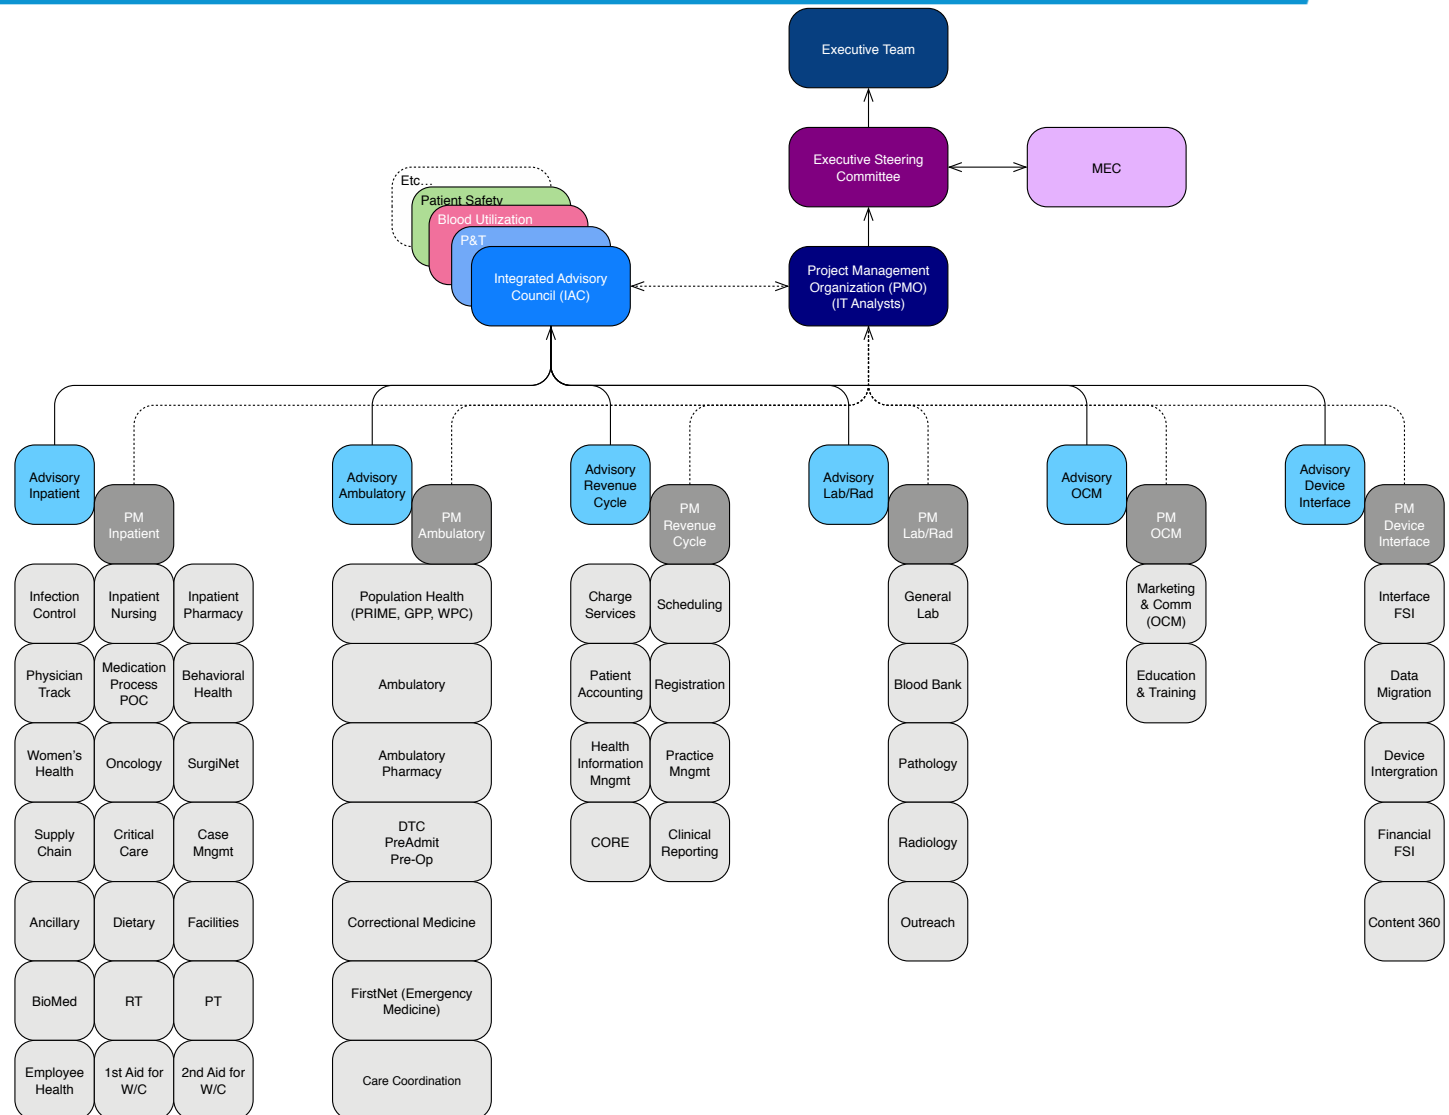 Executive Team
Executive Steering
Committee
MEC
Etc...
Patient Safety
Blood Utilization
P&T
Integrated Advisory
Council (IAC)
Project Management
Organization (PMO)
(IT Analysts)
Advisory
Inpatient
PM
Inpatient
Advisory
Ambulatory
PM
Ambulatory
Advisory
Revenue
Cycle
PM
Revenue
Cycle
Advisory
Lab/Rad
PM
Lab/Rad
Advisory
OCM
PM
OCM
Advisory
Device
Interface
PM
Device
Interface
Infection
Control
Inpatient
Nursing
Inpatient
Pharmacy
Physician
Track
Medication
Process
POC
Behavioral
Health
Women's
Health
Oncology
SurgiNet
Supply
Chain
Critical
Care
Case
Mngmt
Ancillary
Dietary
Facilities
BioMed
RT
PT
Employee
Health
1st Aid for
W/C
2nd Aid for
W/C
Population Health
(PRIME, GPP, WPC)
Ambulatory
Ambulatory
Pharmacy
DTC
PreAdmit
Pre-Op
Correctional Medicine
FirstNet (Emergency
Medicine)
Care Coordination
Charge
Services
Scheduling
Patient
Accounting
Registration
Health
Information
Mngmt
Practice
Mngmt
CORE
Clinical
Reporting
General
Lab
Blood Bank
Pathology
Radiology
Outreach
Marketing
& Comm
(OCM)
Education
& Training
Interface
FSI
Data
Migration
Device
Intergration
Financial
FSI
Content 360